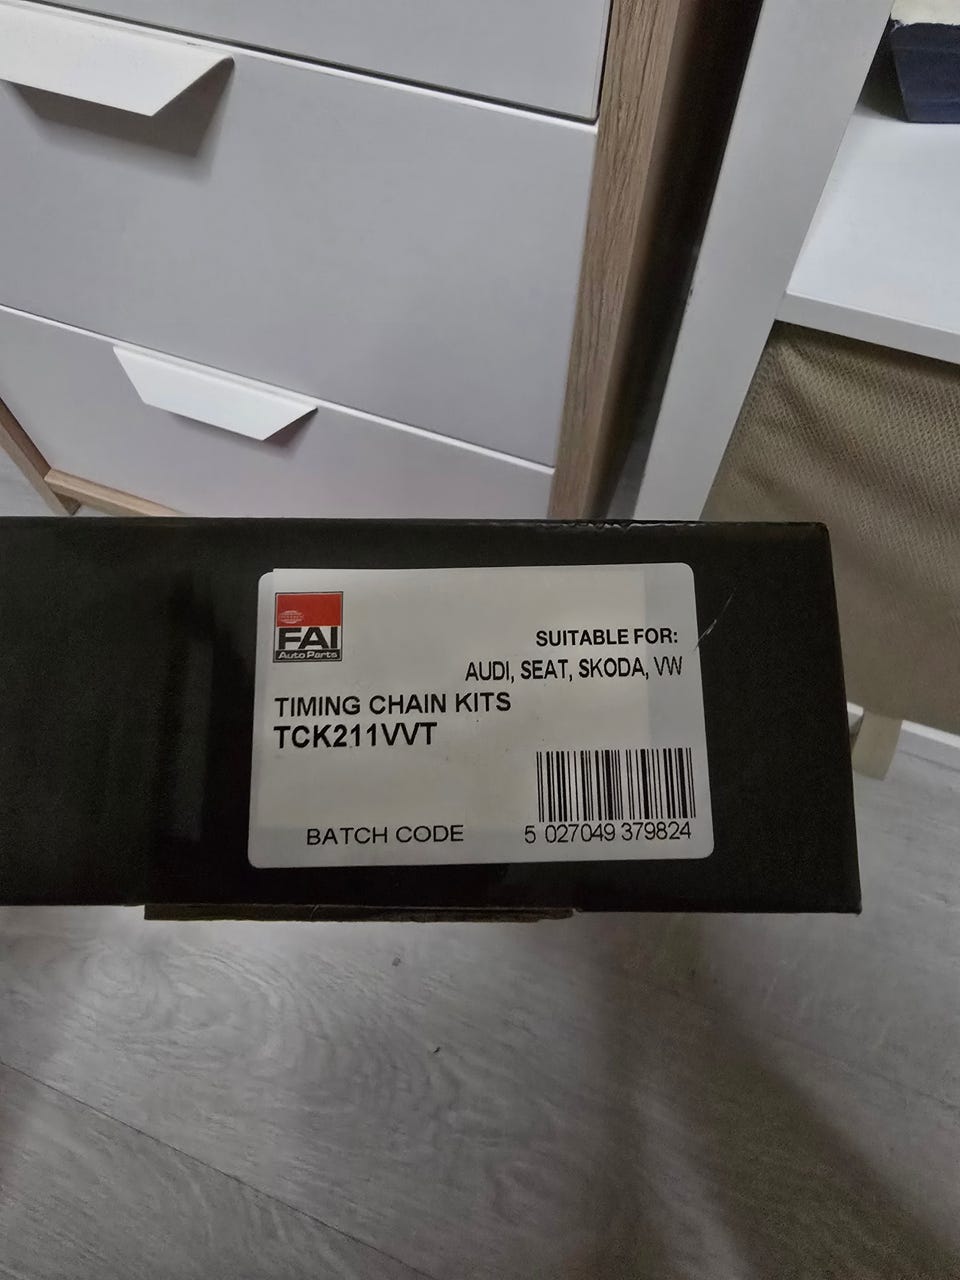 FAI
Auto Parts
SUITABLE FOR:
AUDI, SEAT, SKODA, VW
TIMING CHAIN KITS
TCK211VVT
BATCH CODE
5 027049 379824